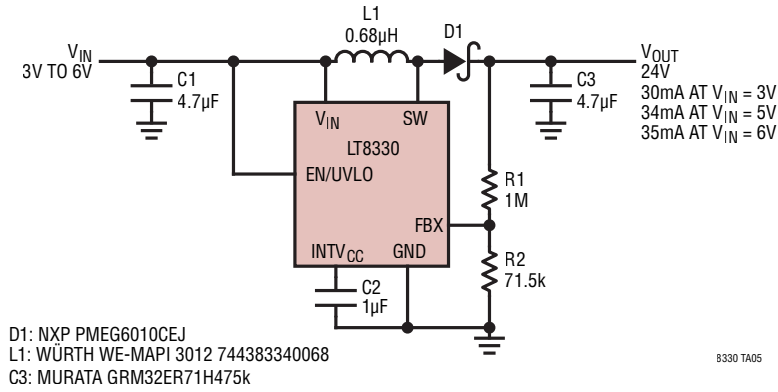 L1
0.68µH
D1
VIN
3V TO 6V
C1
4.7µF
VOUT
24V
30mA AT VIN = 3V
34mA AT VIN = 5V
35mA AT VIN = 6V
C3
4.7µF
VIN
SW
LT8330
EN/UVLO
R1
1M
FBX
INTVCC
GND
R2
71.5k
C2
1µF
D1: NXP PMEG6010CEJ
L1: WÜRTH WE-MAPI 3012 744383340068
C3: MURATA GRM32ER71H475k
8330 TA05